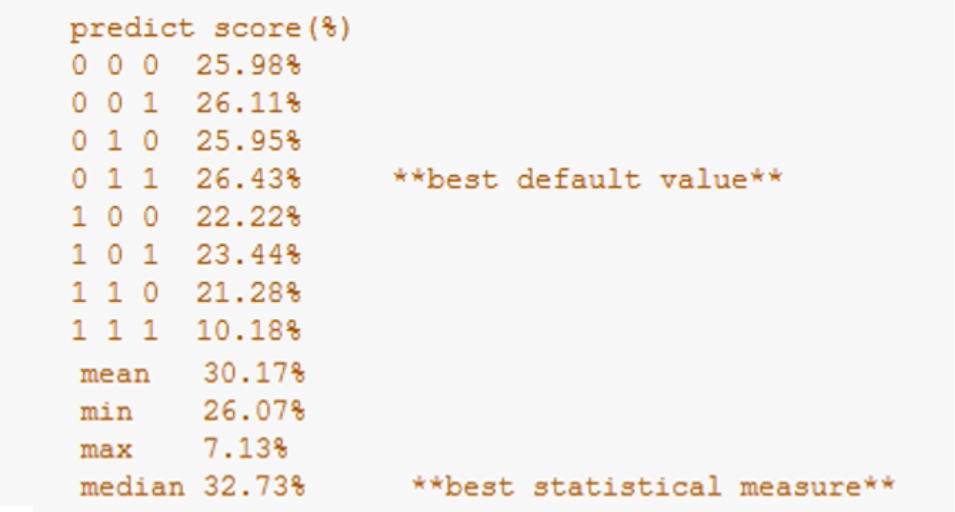 predict score(%)
0 0 0 25.98%
0 0 1 26.11%
0 1 0 25.95%
0 1 1 26.43% **best default value**
1 0 0 22.22%
1 0 1 23.44%
1 1 0 21.28%
1 1 1 10.18%
mean 30.17%
min 26.07%
max 7.13%
median 32.73% **best statistical measure**